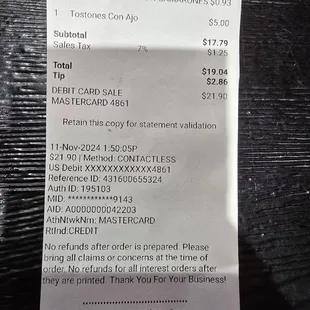 $0.93
1 Tostones Con Ajo
$5.00
Subtotal $17.79
Sales Tax 7% $1.25
Total $19.04
Tip $2.86
DEBIT CARD SALE $21.90
MASTERCARD 4861
Retain this copy for statement validation
11-Nov-2024 1:50:05P
$21.90 | Method: CONTACTLESS
US Debit XXXXXXXXXXXX4861
Reference ID: 431600655324
Auth ID: 195103
MID: ************9143
AID: A0000000042203
AthNtwkNm: MASTERCARD
RtInd:CREDIT
No refunds after order is prepared. Please
bring all claims or concerns at the time of
order. No refunds for all interest orders after
they are printed. Thank You For Your Business!